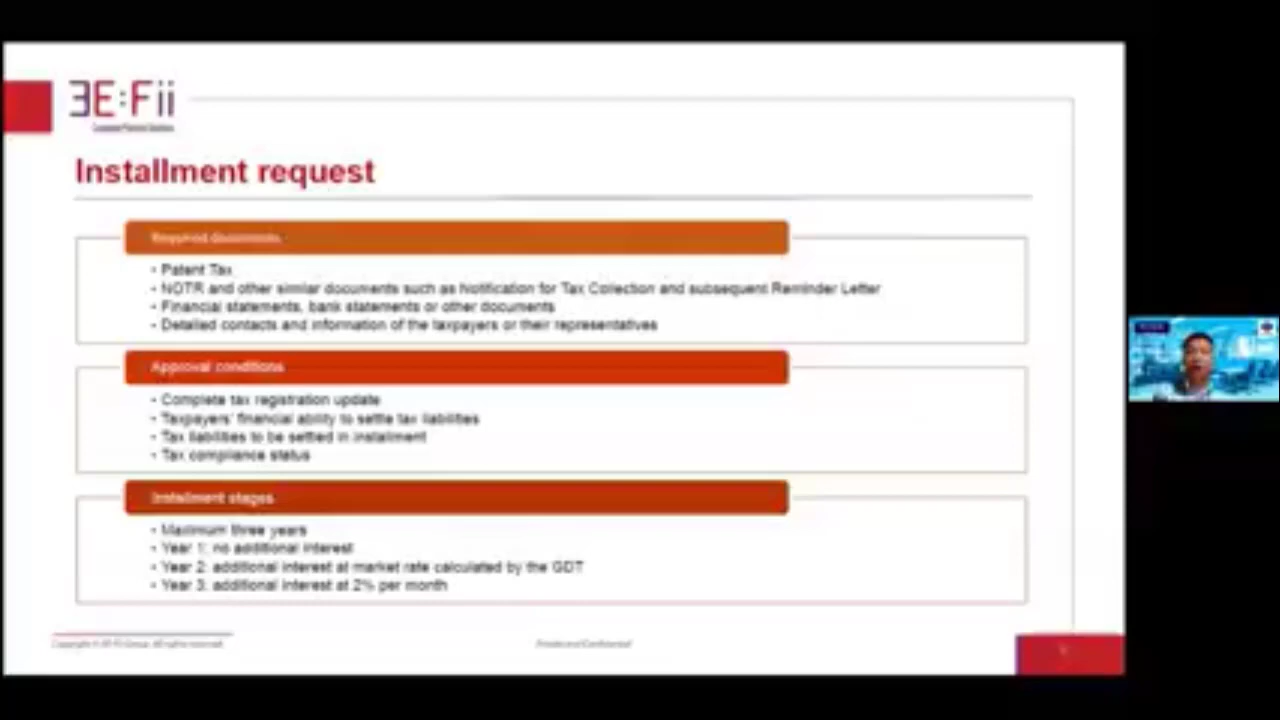 ƎE:Fii
Installment request
Required documents
• Patent Tax
• NOTR and other similar documents such as Notification for Tax Collection and subsequent Reminder Letter
• Financial statements, bank statements or other documents
• Detailed contacts and information of the taxpayers or their representatives
Approval conditions
• Complete tax registration update
• Taxpayers' financial ability to settle tax liabilities
• Tax liabilities to be settled in installment
• Tax compliance status
Installment stages
• Maximum three years
• Year 1: no additional interest
• Year 2: additional interest at market rate calculated by the GDT
• Year 3: additional interest at 2% per month
Private and Confidential